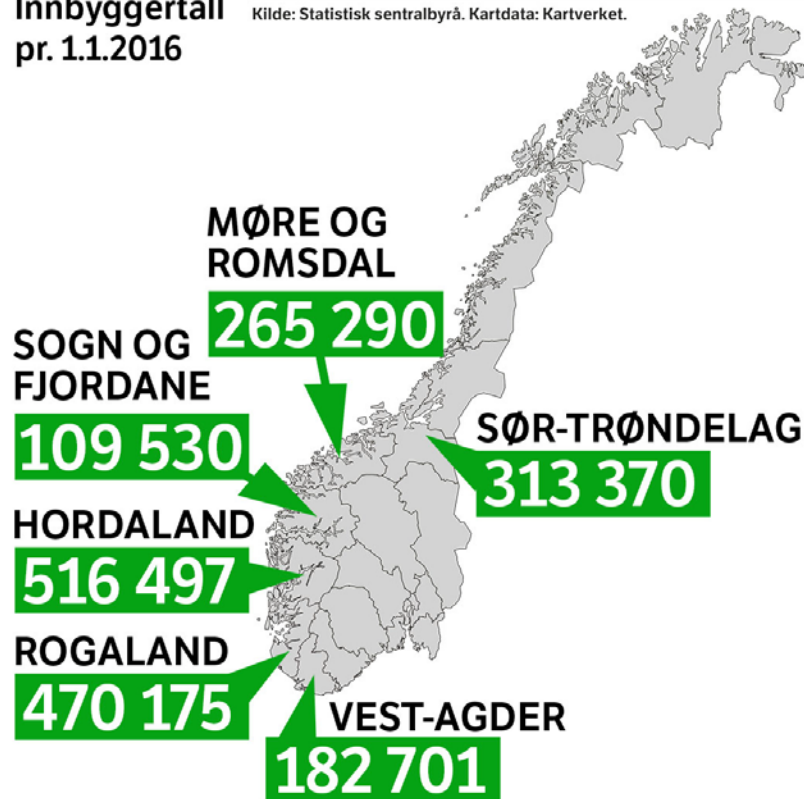 Innbyggertall
pr. 1.1.2016
Kilde: Statistisk sentralbyrå. Kartdata: Kartverket.
MØRE OG
ROMSDAL
265 290
SOGN OG
FJORDANE
109 530
SØR-TRØNDELAG
313 370
HORDALAND
516 497
ROGALAND
470 175
VEST-AGDER
182 701